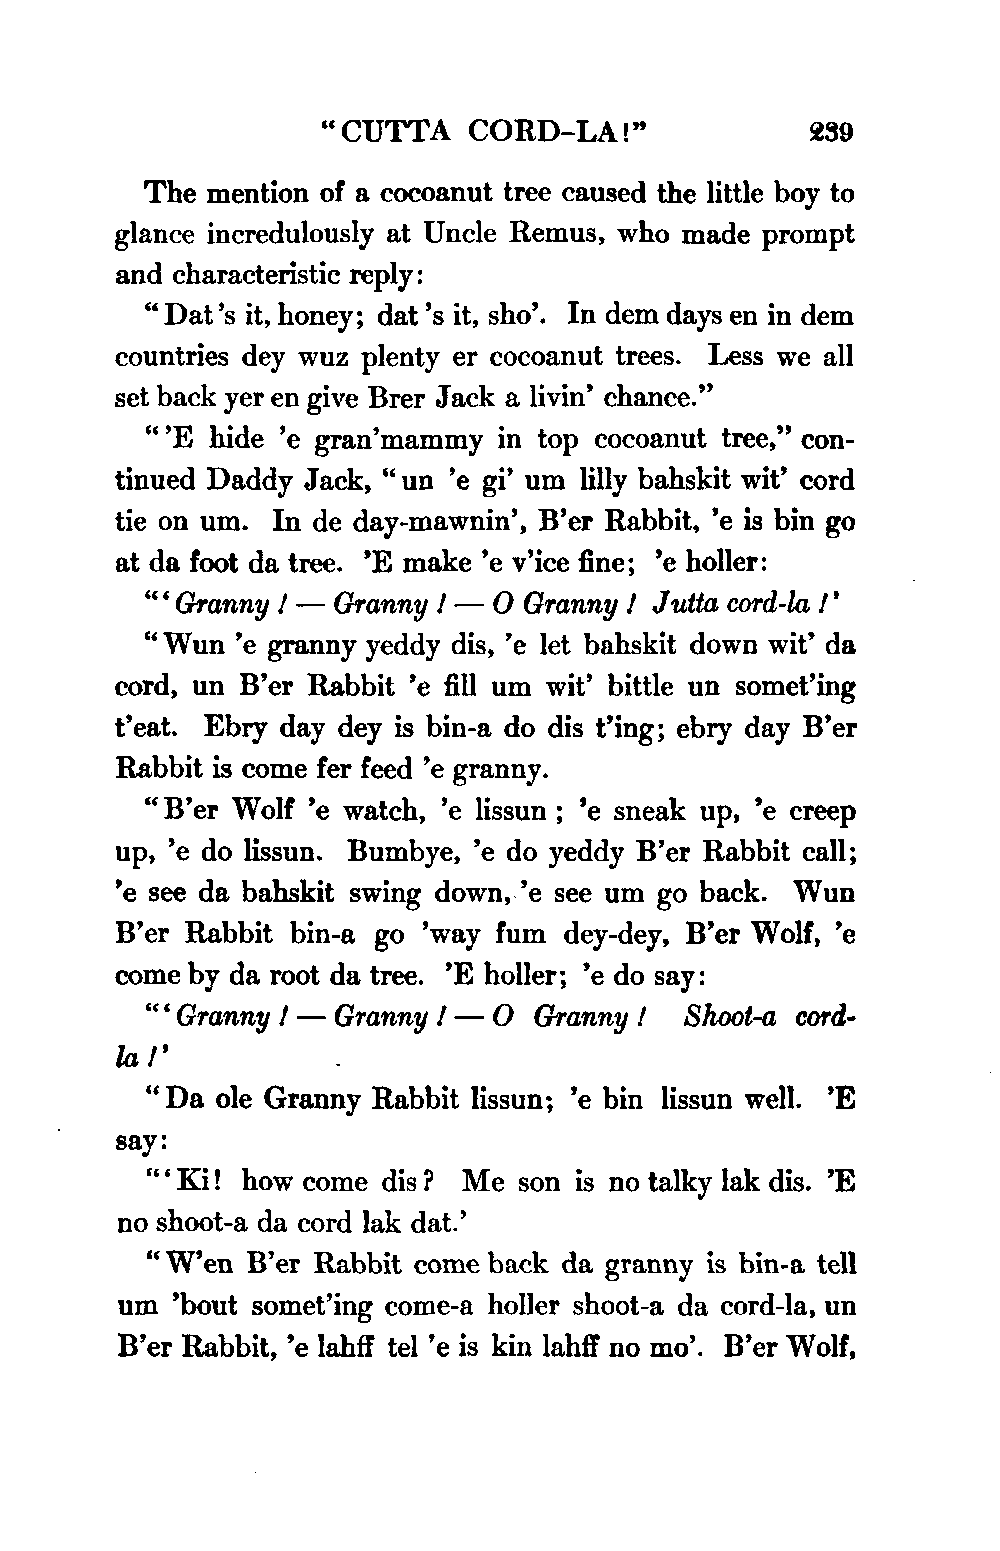 "CUTTA CORD-LA!" 239
The mention of a cocoanut tree caused the little boy to
glance incredulously at Uncle Remus, who made prompt
and characteristic reply:
"Dat's it, honey; dat's it, sho'. In dem days en in dem
countries dey wuz plenty er cocoanut trees. Less we all
set back yer en give Brer Jack a livin' chance."
"'E hide 'e gran'mammy in top cocoanut tree," con-
tinued Daddy Jack, "un 'e gi' um lilly bahskit wit' cord
tie on um. In de day-mawnin', B'er Rabbit, 'e is bin go
at da foot da tree. 'E make 'e v'ice fine; 'e holler:
"'Granny! — Granny! — O Granny! Jutta cord-la!'
"Wun 'e granny yeddy dis, 'e let bahskit down wit' da
cord, un B'er Rabbit 'e fill um wit' bittle un somet'ing
t'eat. Ebry day dey is bin-a do dis t'ing; ebry day B'er
Rabbit is come fer feed 'e granny.
"B'er Wolf 'e watch, 'e lissun; 'e sneak up, 'e creep
up, 'e do lissun. Bumbye, 'e do yeddy B'er Rabbit call;
'e see da bahskit swing down, 'e see um go back. Wun
B'er Rabbit bin-a go 'way fum dey-dey, B'er Wolf, 'e
come by da root da tree. 'E holler; 'e do say:
"'Granny! — Granny! — O Granny! Shoot-a cord-
la!'
"Da ole Granny Rabbit lissun; 'e bin lissun well. 'E
say:
"'Ki! how come dis? Me son is no talky lak dis. 'E
no shoot-a da cord lak dat.'
"W'en B'er Rabbit come back da granny is bin-a tell
um 'bout somet'ing come-a holler shoot-a da cord-la, un
B'er Rabbit, 'e lahff tel 'e is kin lahff no mo'. B'er Wolf,